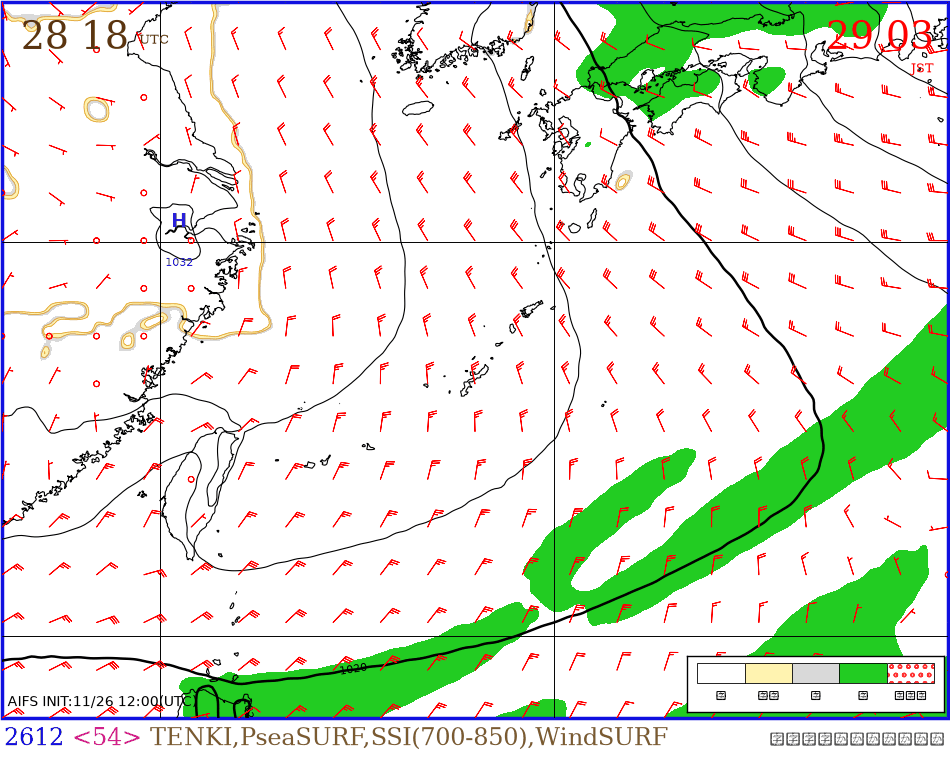 28 18 UTC
29 03
JST
H
1032
1020
AIFS INIT:11/26 12:00(UTC)
2612 <54> TENKI,PseaSURF,SSI(700-850),WindSURF